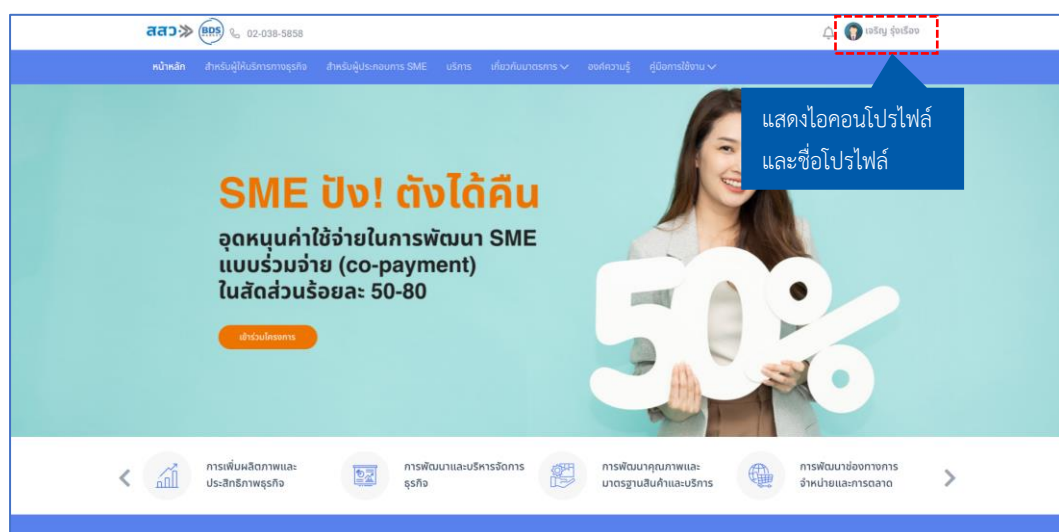 สสว BDS 02-038-5858
เจริญ รุ่งเรือง
หน้าหลัก สำหรับผู้ให้บริการทางธุรกิจ สำหรับผู้ประกอบการ SME บริการ เกี่ยวกับมาตรการ องค์ความรู้ คู่มือการใช้งาน
แสดงไอคอนโปรไฟล์
และชื่อโปรไฟล์
SME ปัง! ตังได้คืน
อุดหนุนค่าใช้จ่ายในการพัฒนา SME
แบบร่วมจ่าย (co-payment)
ในสัดส่วนร้อยละ 50-80
เข้าร่วมโครงการ
50%
การเพิ่มผลิตภาพและ
ประสิทธิภาพธุรกิจ
การพัฒนาและบริหารจัดการ
ธุรกิจ
การพัฒนาคุณภาพและ
มาตรฐานสินค้าและบริการ
การพัฒนาช่องทางการ
จำหน่ายและการตลาด